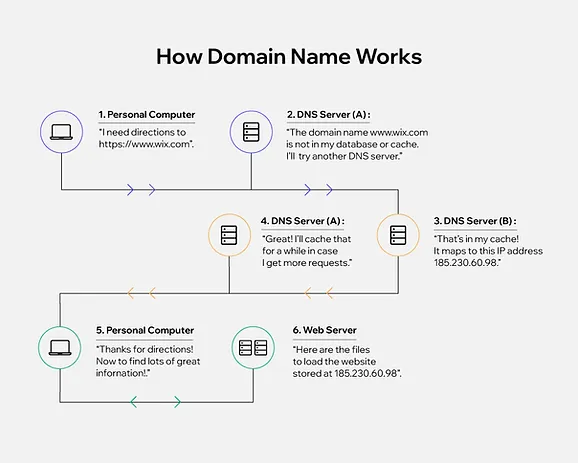 How Domain Name Works
1. Personal Computer
“I need directions to
https://www.wix.com”.
2. DNS Server (A) :
“The domain name www.wix.com
is not in my database or cache.
I’ll try another DNS server.”
4. DNS Server (A) :
“Great! I’ll cache that
for a while in case
I get more requests.”
3. DNS Server (B) :
“That’s in my cache!
It maps to this IP address
185.230.60.98.”
5. Personal Computer
“Thanks for directions!
Now to find lots of great
infornation!.”
6. Web Server
“Here are the files
to load the website
stored at 185.230.60.98”.